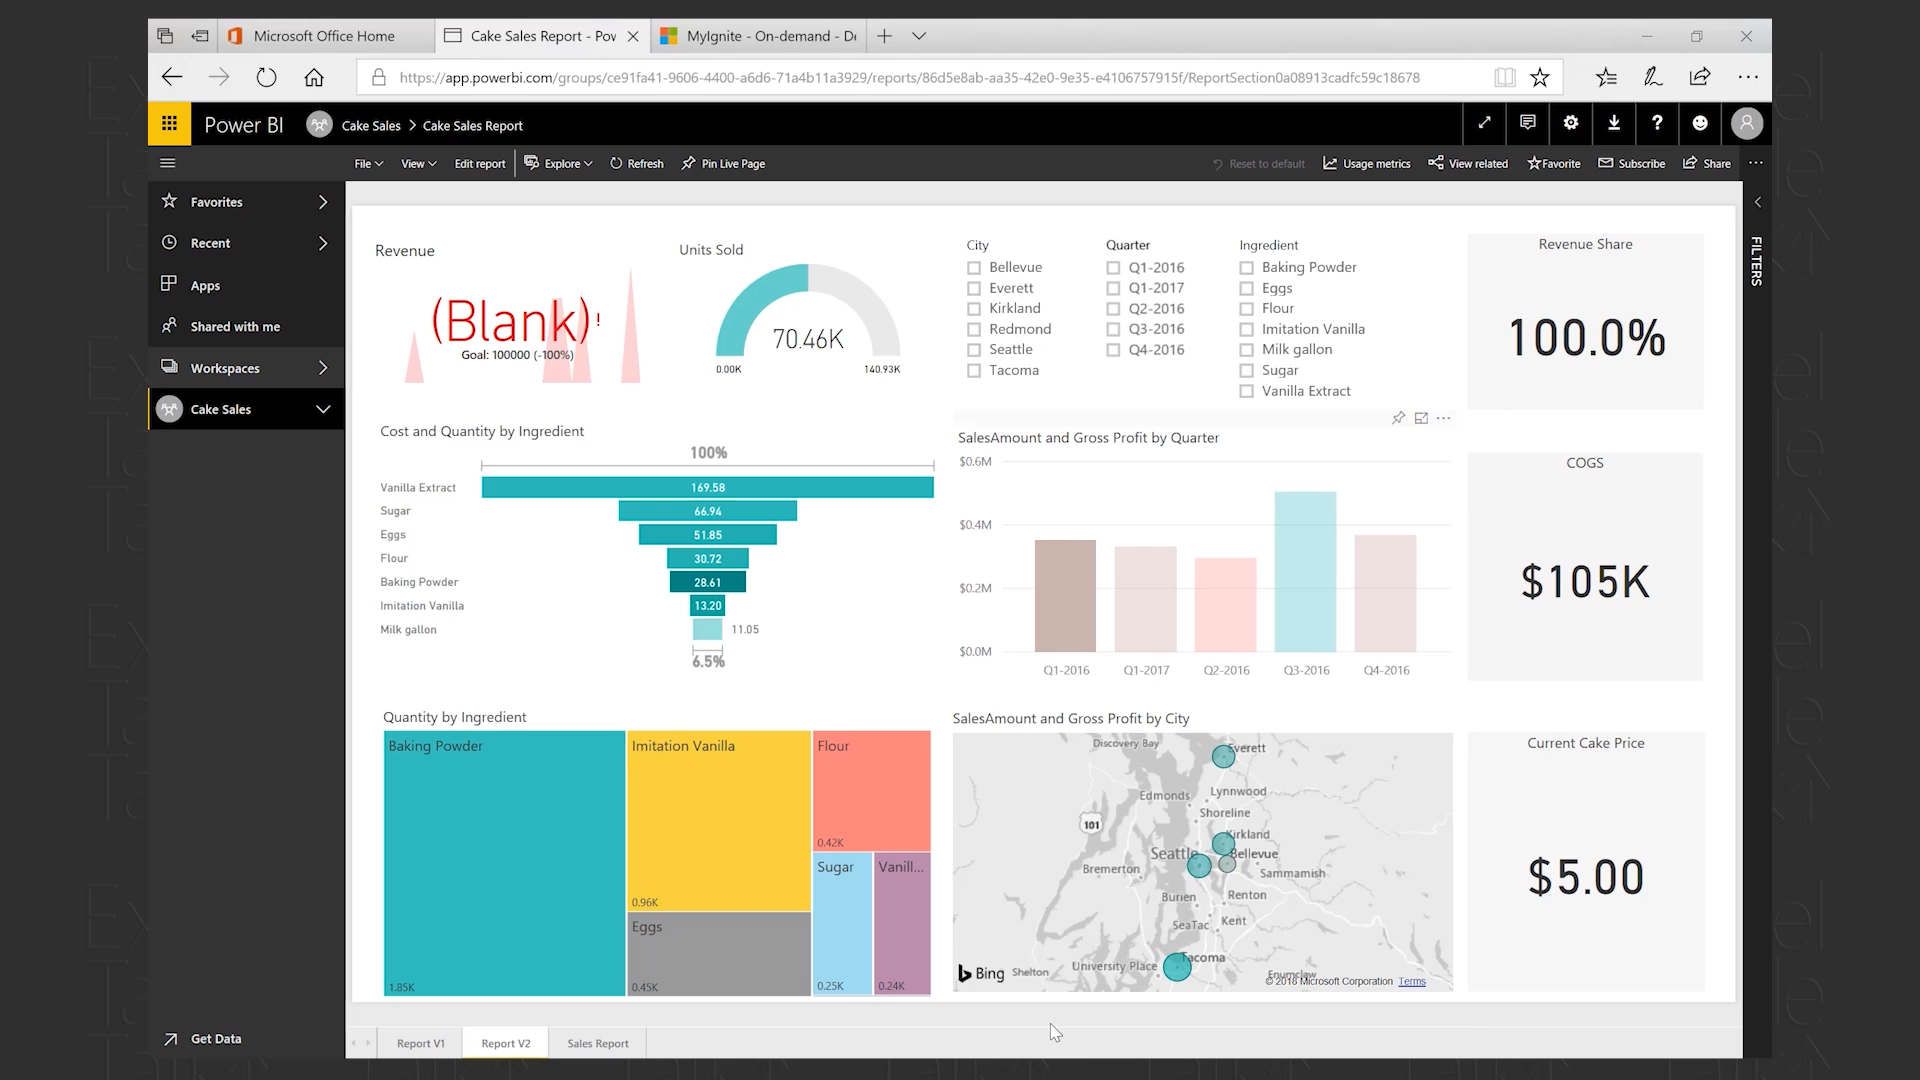 Microsoft Office Home
Cake Sales Report - Pov
MyIgnite - On-demand - De
https://app.powerbi.com/groups/ce91fa41-9606-4400-a6d6-71a4b11a3929/reports/86d5e8ab-aa35-42e0-9e35-e4106757915f/ReportSection0a08913cadfc59c18678
Power BI
Cake Sales > Cake Sales Report
File
View
Edit report
Explore
Refresh
Pin Live Page
Reset to default
Usage metrics
View related
Favorite
Subscribe
Share
Favorites
Recent
Apps
Shared with me
Workspaces
Cake Sales
Get Data
FILTERS
Revenue
(Blank)!
Goal: 100000 (-100%)
Units Sold
70.46K
0.00K
140.93K
City
Bellevue
Everett
Kirkland
Redmond
Seattle
Tacoma
Quarter
Q1-2016
Q1-2017
Q2-2016
Q3-2016
Q4-2016
Ingredient
Baking Powder
Eggs
Flour
Imitation Vanilla
Milk gallon
Sugar
Vanilla Extract
Revenue Share
100.0%
Cost and Quantity by Ingredient
100%
Vanilla Extract 169.58
Sugar 66.94
Eggs 51.85
Flour 30.72
Baking Powder 28.61
Imitation Vanilla 13.20
Milk gallon 11.05
6.5%
SalesAmount and Gross Profit by Quarter
$0.6M
$0.4M
$0.2M
$0.0M
Q1-2016 Q1-2017 Q2-2016 Q3-2016 Q4-2016
COGS
$105K
Quantity by Ingredient
Baking Powder
1.85K
Imitation Vanilla
0.96K
Eggs
0.45K
Flour
0.42K
Sugar
0.25K
Vanill...
0.24K
SalesAmount and Gross Profit by City
Discovery Bay
Everett
Edmonds
Lynnwood
Shoreline
101
Kirkland
Seattle
Bellevue
Bremerton
Sammamish
Renton
Burien
Kent
SeaTac
Tacoma
University Place
Shelton
Enumclaw
Bing
© 2018 Microsoft Corporation Terms
Current Cake Price
$5.00
Report V1
Report V2
Sales Report